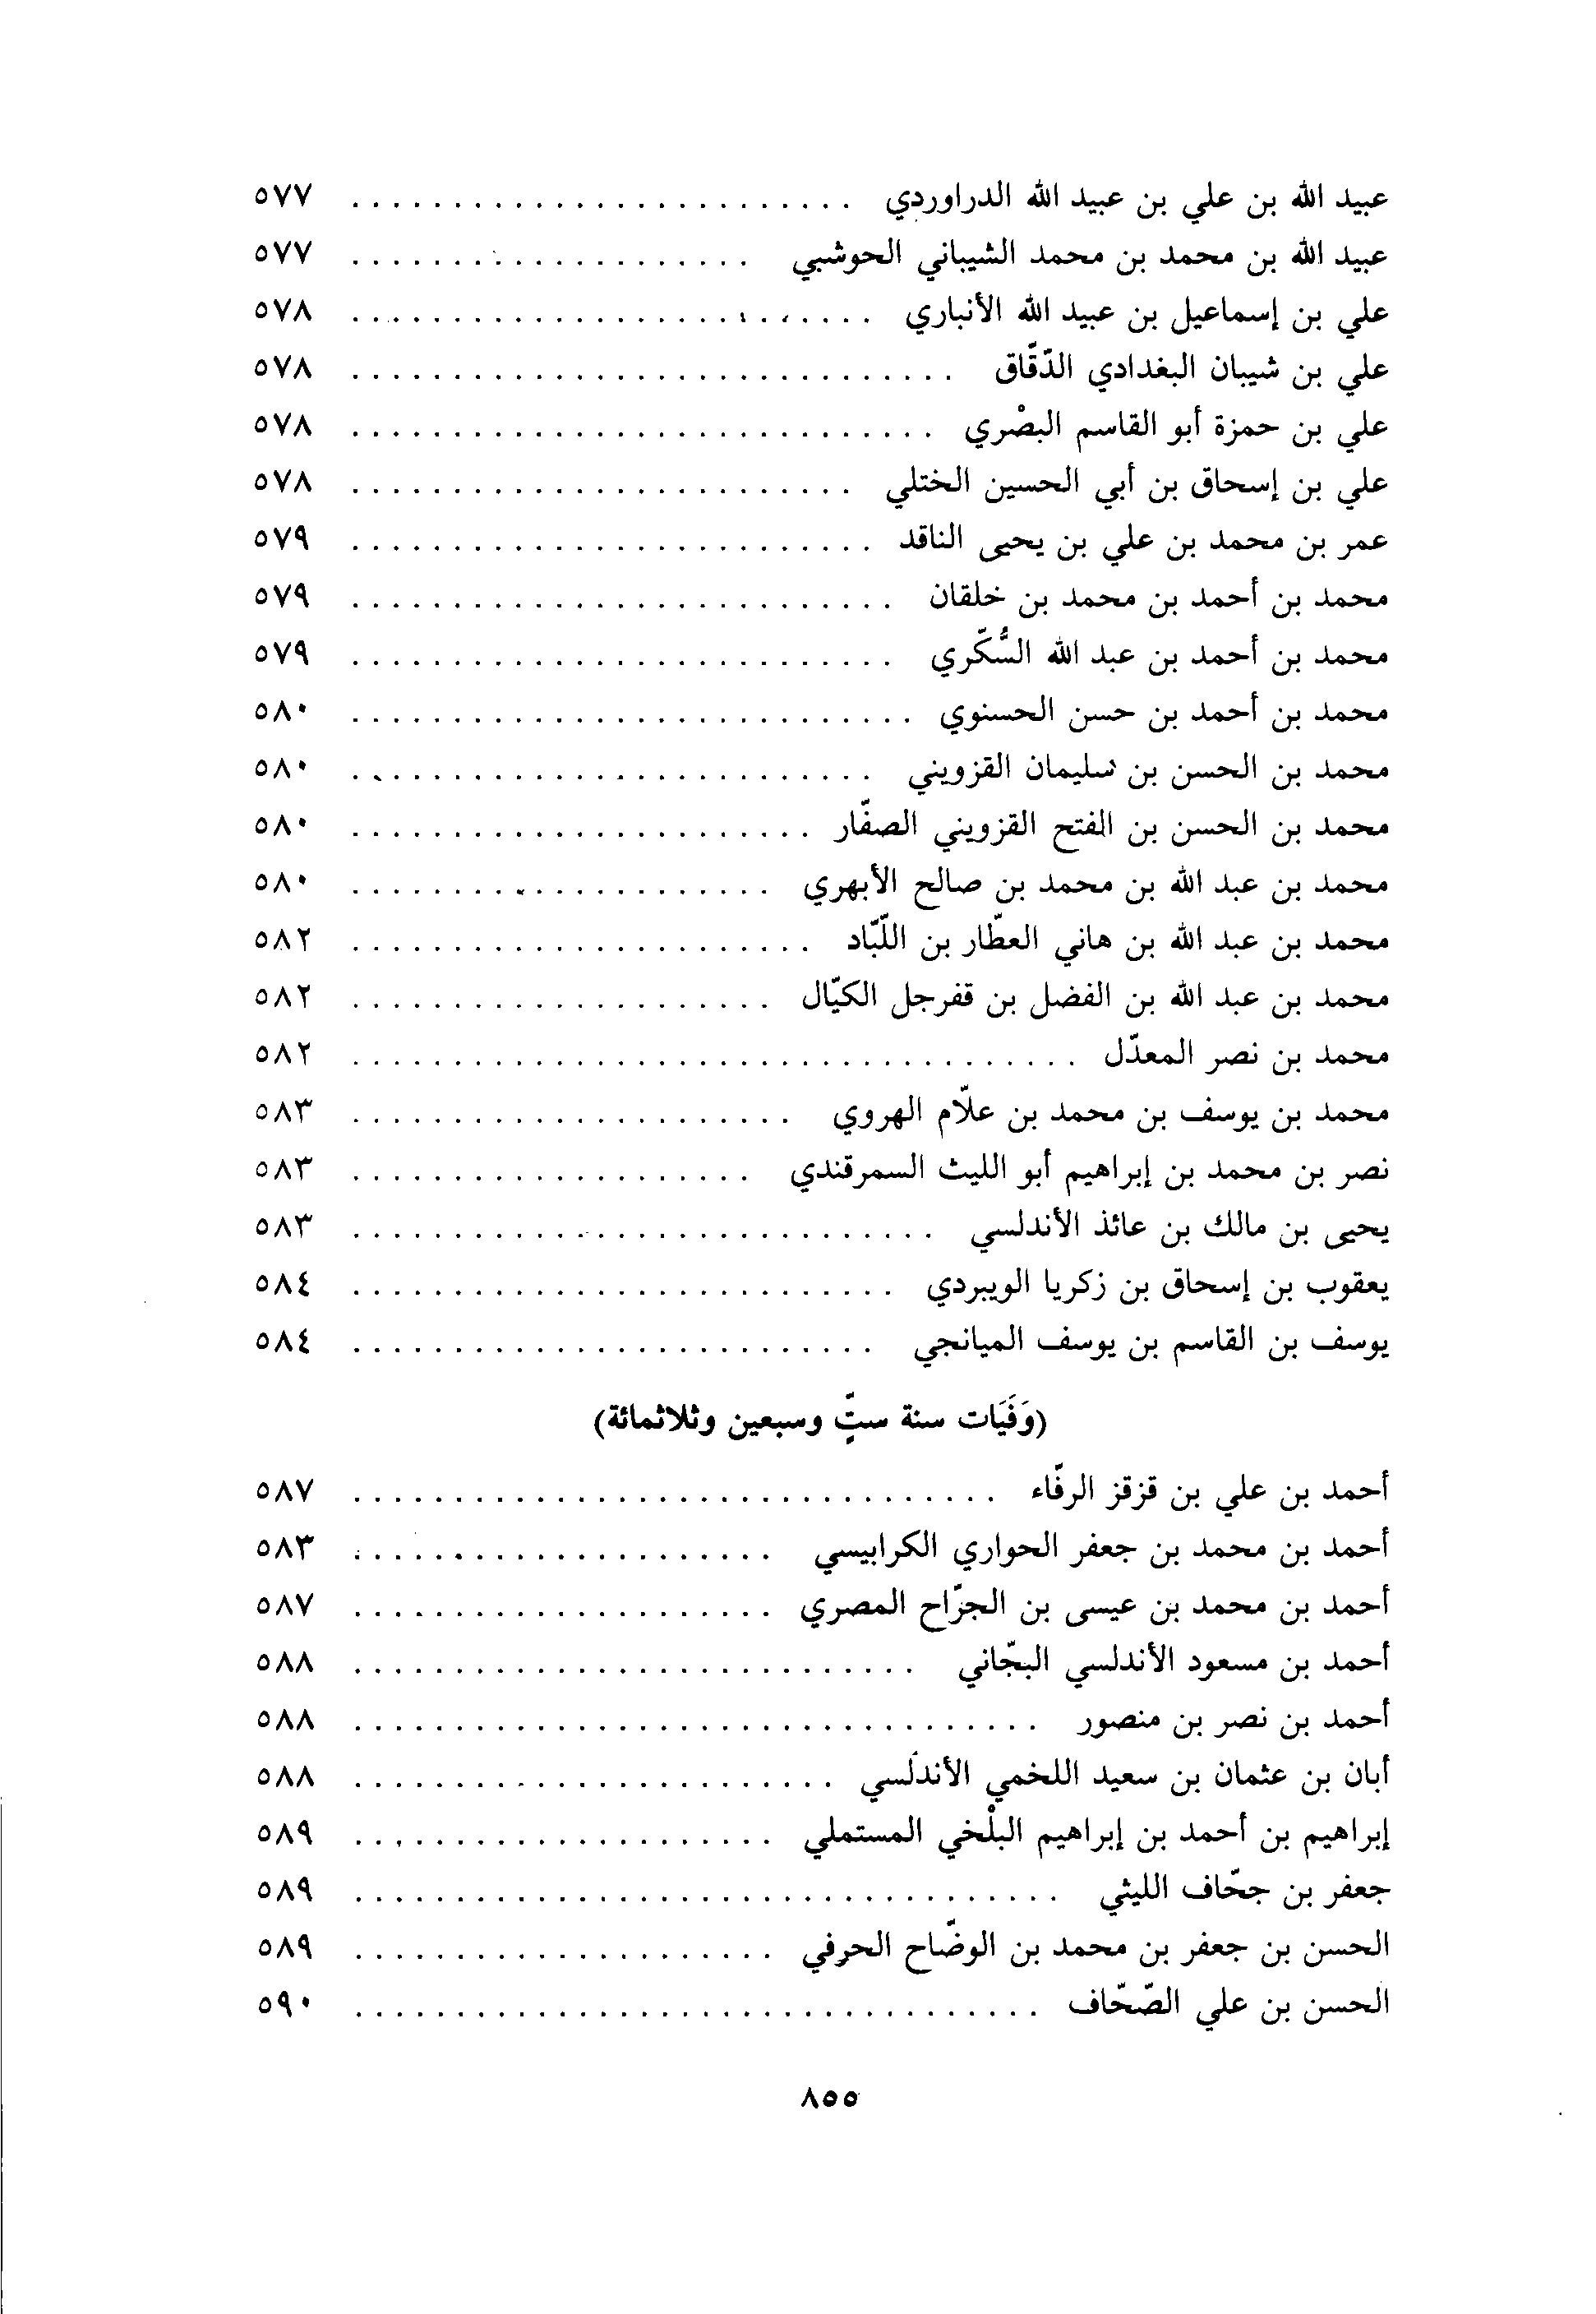 عبيد الله بن علي بن عبيد الله الدراوردي . . . . . . . . . . . . . . . . . . . . . . . . . ٥٧٧
عبيد الله بن محمد بن محمد الشيباني الحوشبي . . . . . . . . . . . . . . . . . . . . ٥٧٧
علي بن إسماعيل بن عبيد الله الأنباري . . . . . . . . . . . . . . . . . . . . . . . . . . ٥٧٨
علي بن شيبان البغدادي الدّقّاق . . . . . . . . . . . . . . . . . . . . . . . . . . . . . . ٥٧٨
علي بن حمزة أبو القاسم البصْري . . . . . . . . . . . . . . . . . . . . . . . . . . . . . ٥٧٨
علي بن إسحاق بن أبي الحسين الختلي . . . . . . . . . . . . . . . . . . . . . . . . . ٥٧٨
عمر بن محمد بن علي بن يحيى الناقد . . . . . . . . . . . . . . . . . . . . . . . . . . ٥٧٩
محمد بن أحمد بن محمد بن خلقان . . . . . . . . . . . . . . . . . . . . . . . . . . . ٥٧٩
محمد بن أحمد بن عبد الله السُّكّري . . . . . . . . . . . . . . . . . . . . . . . . . . . ٥٧٩
محمد بن أحمد بن حسن الحسنوي . . . . . . . . . . . . . . . . . . . . . . . . . . . . ٥٨٠
محمد بن الحسن بن سليمان القزويني . . . . . . . . . . . . . . . . . . . . . . . . . . ٥٨٠
محمد بن الحسن بن الفتح القزويني الصفّار . . . . . . . . . . . . . . . . . . . . . . . ٥٨٠
محمد بن عبد الله بن محمد بن صالح الأبهري . . . . . . . . . . . . . . . . . . . . . ٥٨٠
محمد بن عبد الله بن هاني العطّار بن اللّبّاد . . . . . . . . . . . . . . . . . . . . . . . ٥٨٢
محمد بن عبد الله بن الفضل بن قفرجل الكيّال . . . . . . . . . . . . . . . . . . . . . ٥٨٢
محمد بن نصر المعدّل . . . . . . . . . . . . . . . . . . . . . . . . . . . . . . . . . . . . ٥٨٢
محمد بن يوسف بن محمد بن علّام الهروي . . . . . . . . . . . . . . . . . . . . . . ٥٨٣
نصر بن محمد بن إبراهيم أبو الليث السمرقندي . . . . . . . . . . . . . . . . . . . . ٥٨٣
يحيى بن مالك بن عائذ الأندلسي . . . . . . . . . . . . . . . . . . . . . . . . . . . . . ٥٨٣
يعقوب بن إسحاق بن زكريا الويبردي . . . . . . . . . . . . . . . . . . . . . . . . . . . ٥٨٤
يوسف بن القاسم بن يوسف الميانجي . . . . . . . . . . . . . . . . . . . . . . . . . . ٥٨٤
(وَفَيَات سنة ستٍّ وسبعين وثلاثمائة)
أحمد بن علي بن قزقز الرفّاء . . . . . . . . . . . . . . . . . . . . . . . . . . . . . . . . ٥٨٧
أحمد بن محمد بن جعفر الحواري الكرابيسي . . . . . . . . . . . . . . . . . . . . . ٥٨٣
أحمد بن محمد بن عيسى بن الجرّاح المصري . . . . . . . . . . . . . . . . . . . . . ٥٨٧
أحمد بن مسعود الأندلسي البجّاني . . . . . . . . . . . . . . . . . . . . . . . . . . . . ٥٨٨
أحمد بن نصر بن منصور . . . . . . . . . . . . . . . . . . . . . . . . . . . . . . . . . . ٥٨٨
أبان بن عثمان بن سعيد اللخمي الأندلسي . . . . . . . . . . . . . . . . . . . . . . . . ٥٨٨
إبراهيم بن أحمد بن إبراهيم البلْخي المستملي . . . . . . . . . . . . . . . . . . . . . ٥٨٩
جعفر بن جحّاف الليثي . . . . . . . . . . . . . . . . . . . . . . . . . . . . . . . . . . . ٥٨٩
الحسن بن جعفر بن محمد بن الوضّاح الحرفي . . . . . . . . . . . . . . . . . . . . . ٥٨٩
الحسن بن علي الصّحّاف . . . . . . . . . . . . . . . . . . . . . . . . . . . . . . . . . . ٥٩٠
٨٥٥